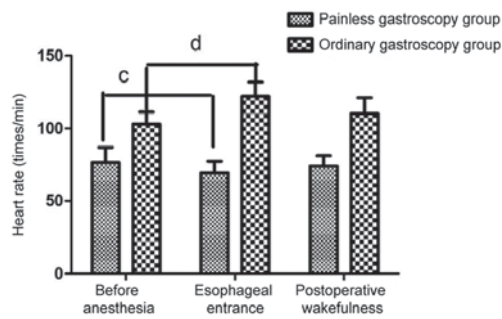 Painless gastroscopy group
Ordinary gastroscopy group
d
c
Heart rate (times/min)
150
100
50
0
Before
anesthesia
Esophageal
entrance
Postoperative
wakefulness